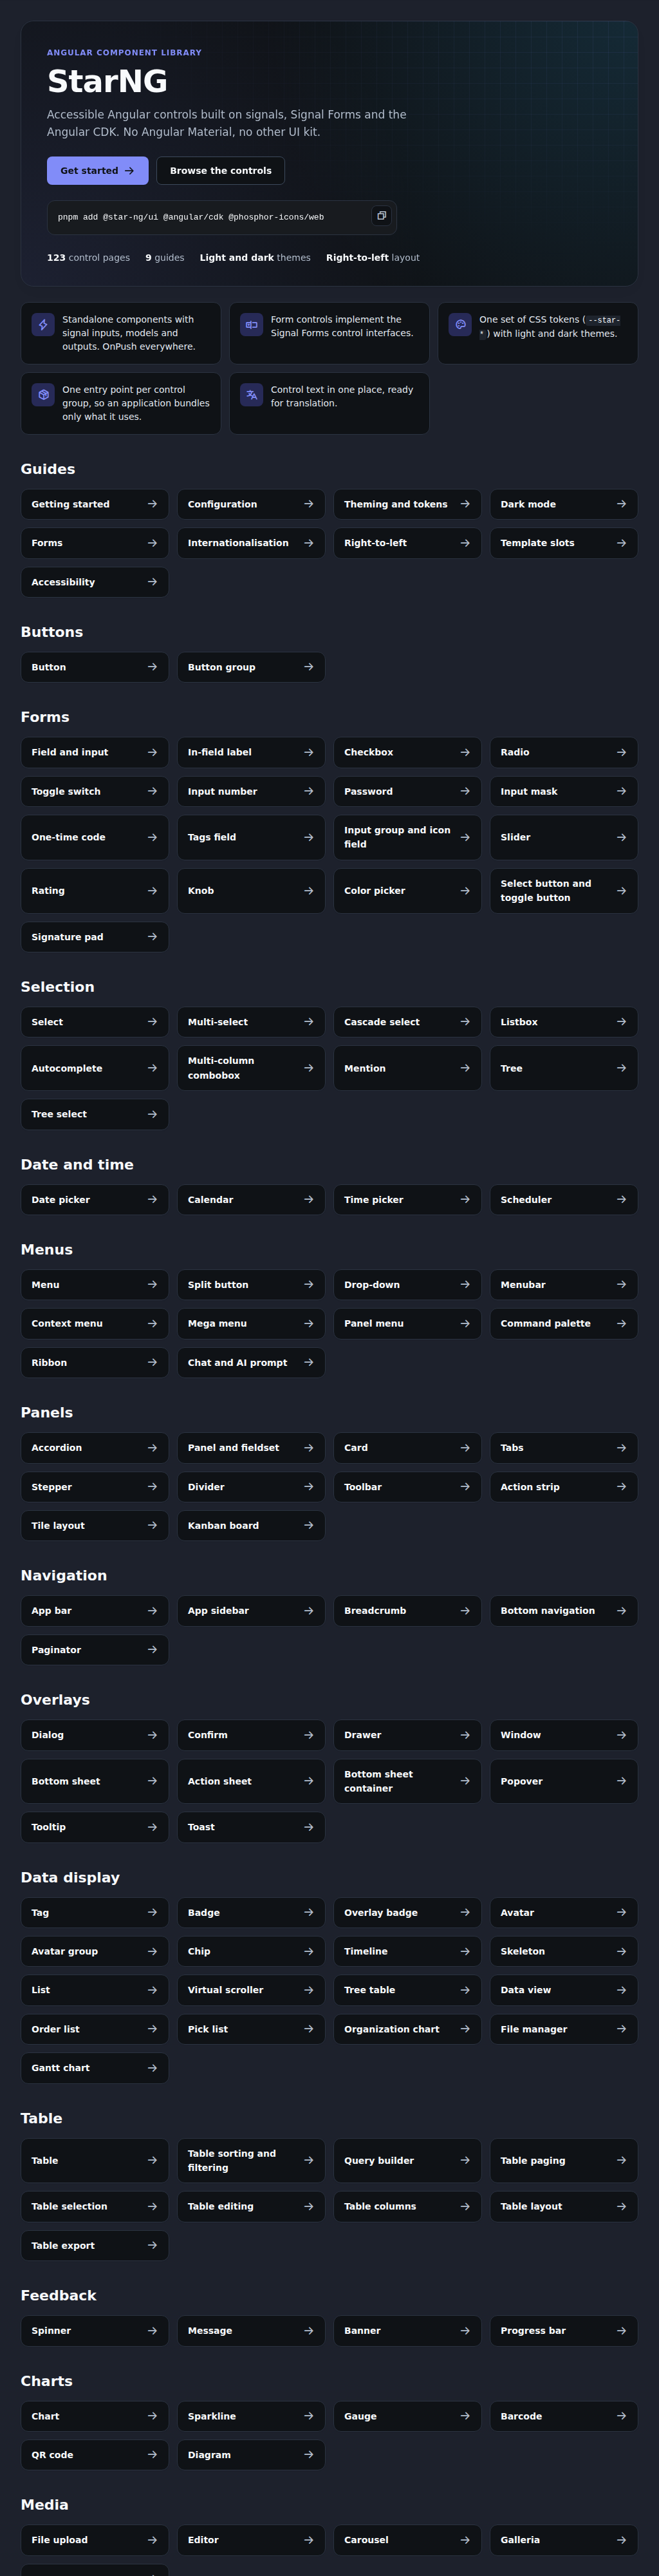 ANGULAR COMPONENT LIBRARY
StarNG
Accessible Angular controls built on signals, Signal Forms and the
Angular CDK. No Angular Material, no other UI kit.
Get started
Browse the controls
pnpm add @star-ng/ui @angular/cdk @phosphor-icons/web
123 control pages 9 guides Light and dark themes Right-to-left layout
Standalone components with
signal inputs, models and
outputs. OnPush everywhere.
Form controls implement the
Signal Forms control interfaces.
One set of CSS tokens (--star-
*) with light and dark themes.
One entry point per control
group, so an application bundles
only what it uses.
Control text in one place, ready
for translation.
Guides
Getting started
Configuration
Theming and tokens
Dark mode
Forms
Internationalisation
Right-to-left
Template slots
Accessibility
Buttons
Button
Button group
Forms
Field and input
In-field label
Checkbox
Radio
Toggle switch
Input number
Password
Input mask
One-time code
Tags field
Input group and icon
field
Slider
Rating
Knob
Color picker
Select button and
toggle button
Signature pad
Selection
Select
Multi-select
Cascade select
Listbox
Autocomplete
Multi-column
combobox
Mention
Tree
Tree select
Date and time
Date picker
Calendar
Time picker
Scheduler
Menus
Menu
Split button
Drop-down
Menubar
Context menu
Mega menu
Panel menu
Command palette
Ribbon
Chat and AI prompt
Panels
Accordion
Panel and fieldset
Card
Tabs
Stepper
Divider
Toolbar
Action strip
Tile layout
Kanban board
Navigation
App bar
App sidebar
Breadcrumb
Bottom navigation
Paginator
Overlays
Dialog
Confirm
Drawer
Window
Bottom sheet
Action sheet
Bottom sheet
container
Popover
Tooltip
Toast
Data display
Tag
Badge
Overlay badge
Avatar
Avatar group
Chip
Timeline
Skeleton
List
Virtual scroller
Tree table
Data view
Order list
Pick list
Organization chart
File manager
Gantt chart
Table
Table
Table sorting and
filtering
Query builder
Table paging
Table selection
Table editing
Table columns
Table layout
Table export
Feedback
Spinner
Message
Banner
Progress bar
Charts
Chart
Sparkline
Gauge
Barcode
QR code
Diagram
Media
File upload
Editor
Carousel
Galleria